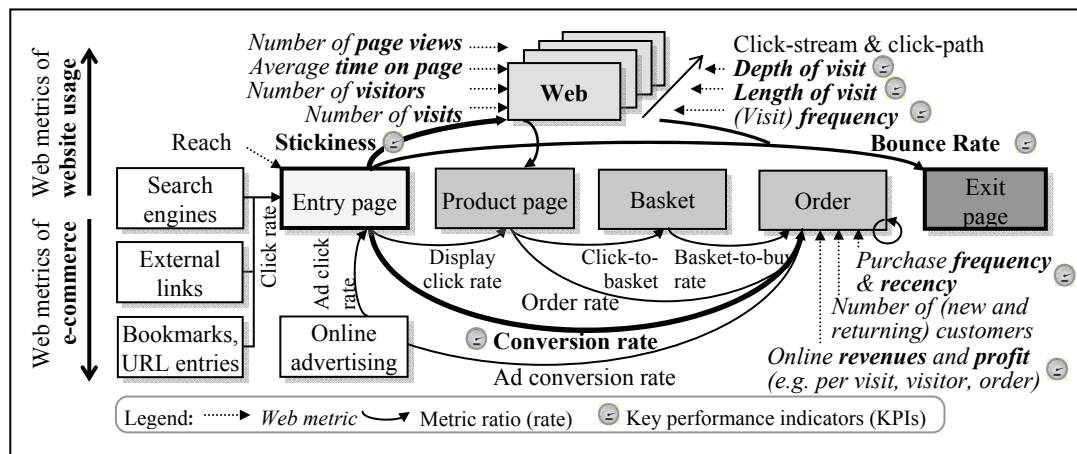 Web metrics of
website usage
Web metrics of
e-commerce
Number of page views
Average time on page
Number of visitors
Number of visits
Web
Click-stream & click-path
Depth of visit
Length of visit
(Visit) frequency
Reach
Stickiness
Bounce Rate
Search
engines
External
links
Bookmarks,
URL entries
Click rate
Entry page
Product page
Basket
Order
Exit
page
Ad click
rate
Display
click rate
Click-to-
basket
Basket-to-buy
rate
Order rate
Online
advertising
Conversion rate
Ad conversion rate
Purchase frequency
& recency
Number of (new and
returning) customers
Online revenues and profit
(e.g. per visit, visitor, order)
Legend:
Web metric
Metric ratio (rate)
Key performance indicators (KPIs)